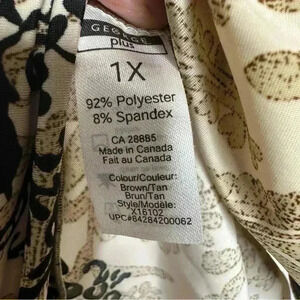 GEORGE
plus
1X
92% Polyester
8% Spandex
CA 28885
Made in Canada
Fait au Canada
Colour/Couleur:
Brown/Tan
Brun/Tan
Style/Modèle:
X16102
UPC#84284200062